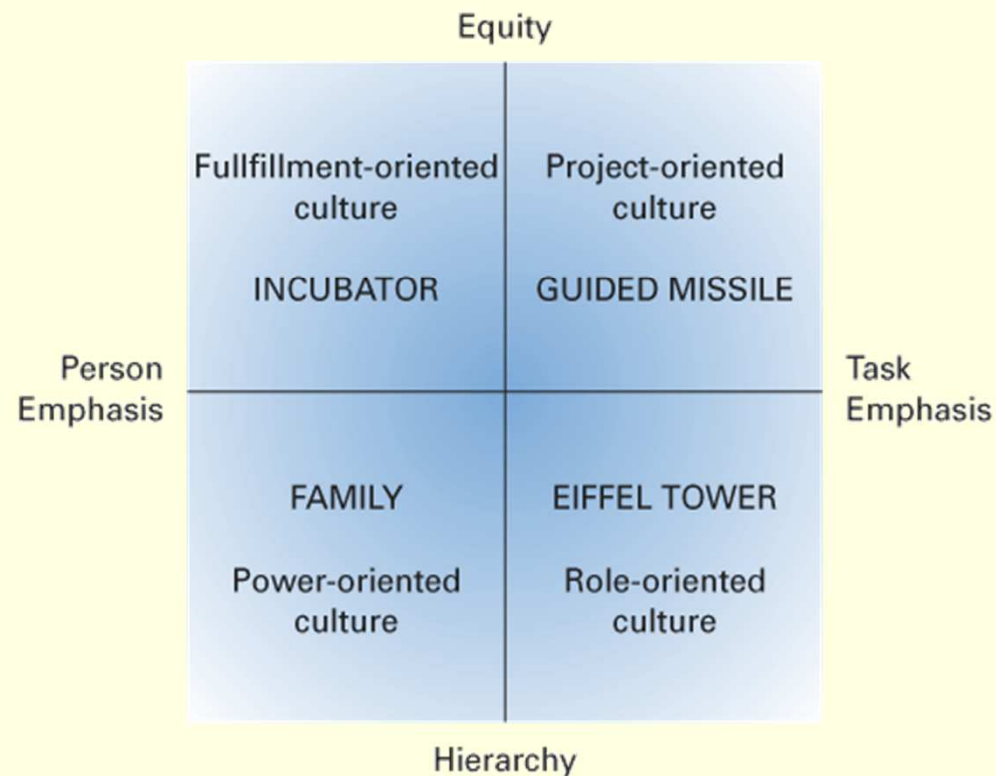 Equity
Fullfillment-oriented
culture
Project-oriented
culture
INCUBATOR
GUIDED MISSILE
Person
Emphasis
Task
Emphasis
FAMILY
EIFFEL TOWER
Power-oriented
culture
Role-oriented
culture
Hierarchy